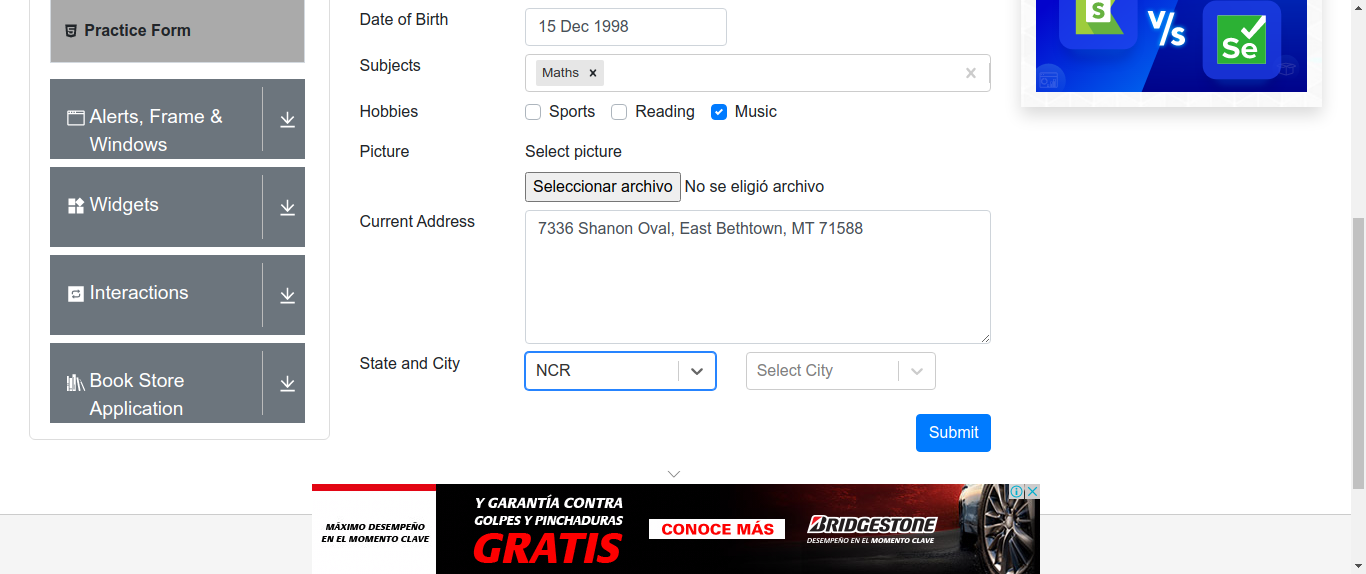 Practice Form
Alerts, Frame &
Windows
Widgets
Interactions
Book Store
Application
Date of Birth
15 Dec 1998
Subjects
Maths
Hobbies
Sports
Reading
Music
Picture
Select picture
Seleccionar archivo No se eligió archivo
Current Address
7336 Shanon Oval, East Bethtown, MT 71588
State and City
NCR
Select City
Submit
S
V/s
Se
MÁXIMO DESEMPEÑO
EN EL MOMENTO CLAVE
Y GARANTÍA CONTRA
GOLPES Y PINCHADURAS
GRATIS
CONOCE MÁS
BRIDGESTONE
DESEMPEÑO EN EL MOMENTO CLAVE